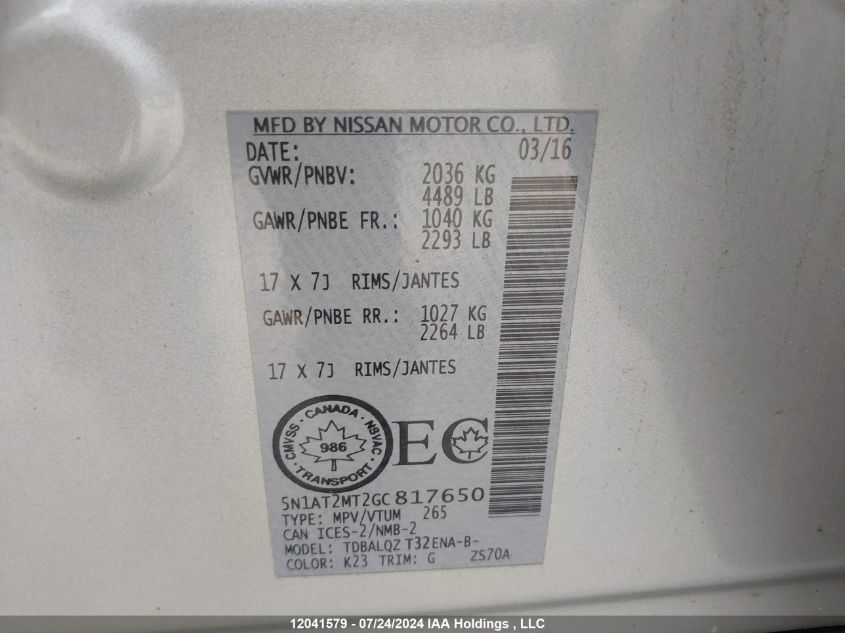 MFD BY NISSAN MOTOR CO., LTD.
DATE: 03/16
GVWR/PNBV: 2036 KG
4489 LB
GAWR/PNBE FR.: 1040 KG
2293 LB
17 X 7J RIMS/JANTES
GAWR/PNBE RR.: 1027 KG
2264 LB
17 X 7J RIMS/JANTES
CMVSS · CANADA · NSVAC
986
· TRANSPORT ·
EC
5N1AT2MT2GC817650
TYPE: MPV/VTUM 265
CAN ICES-2/NMB-2
MODEL: TDBALQZ T32ENA-B-
COLOR: K23 TRIM: G ZS70A
12041579 - 07/24/2024 IAA Holdings , LLC